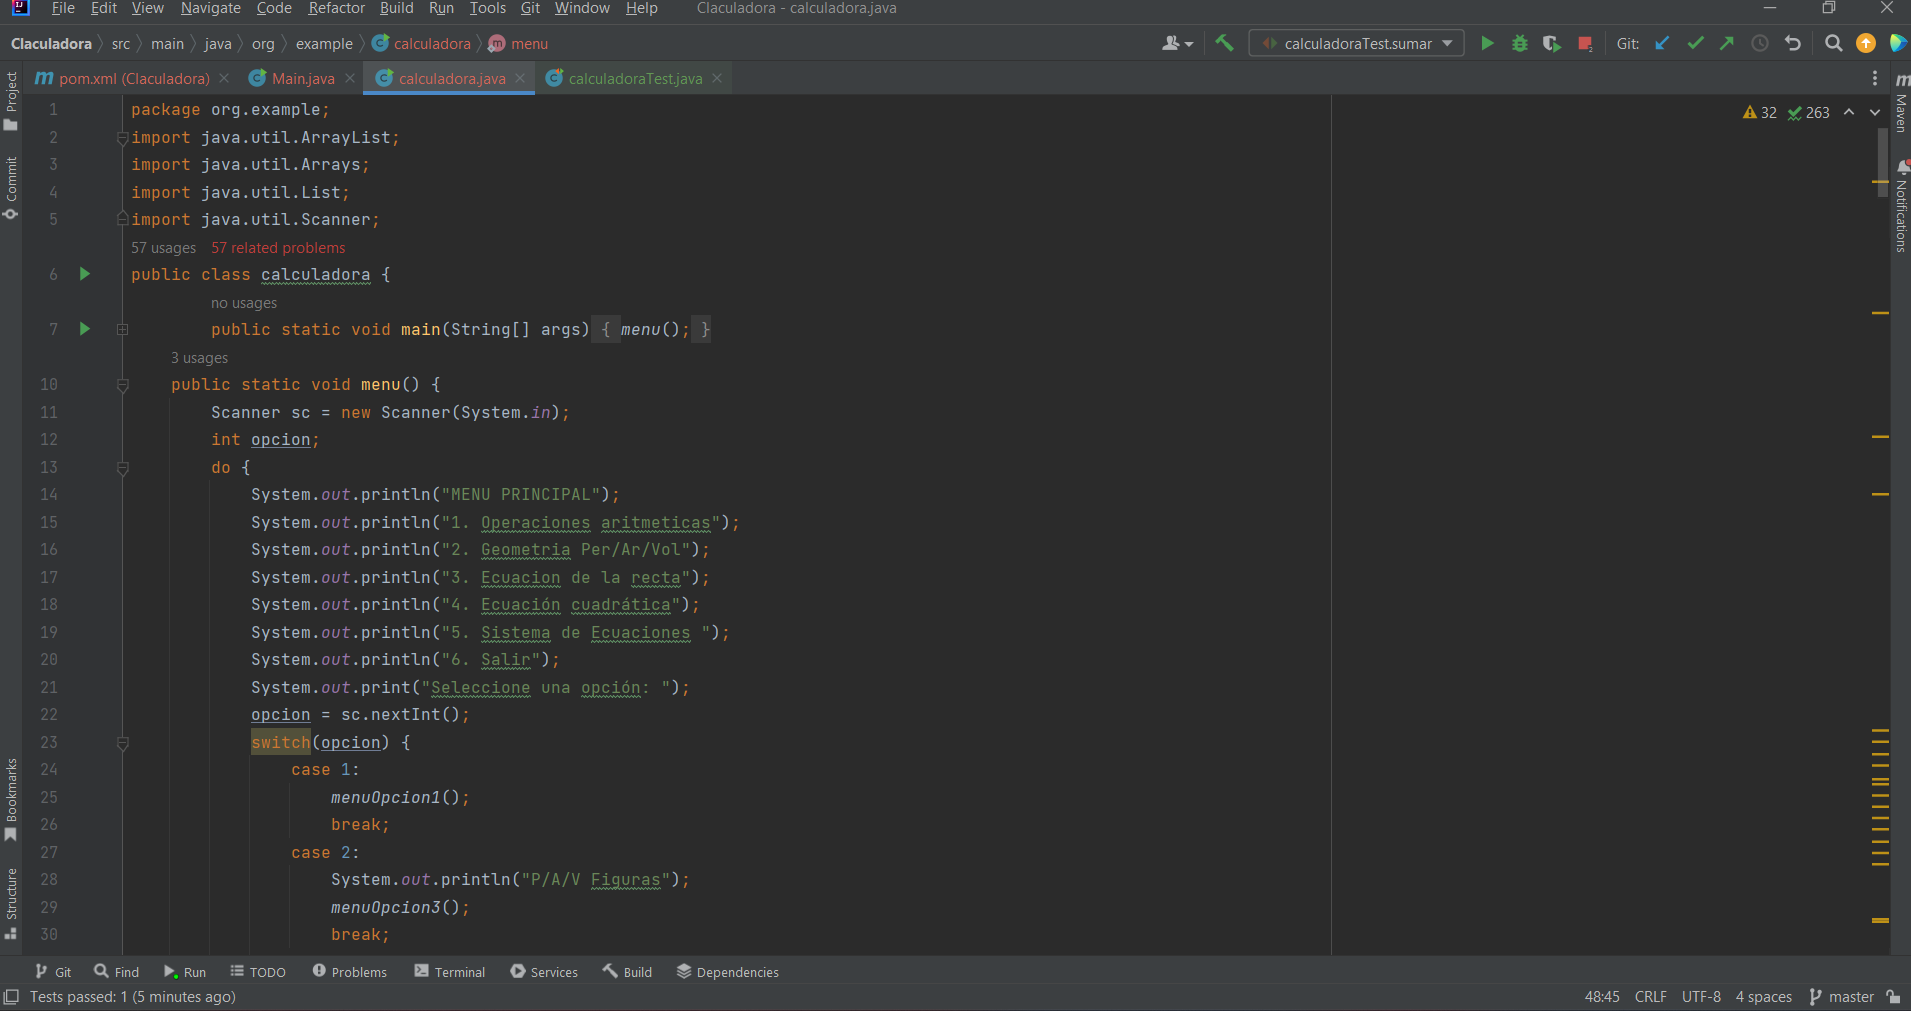 File Edit View Navigate Code Refactor Build Run Tools Git Window Help Claculadora - calculadora.java
Claculadora src main java org example calculadora menu calculadoraTest.sumar Git:
pom.xml (Claculadora) Main.java calculadora.java calculadoraTest.java
Project
Commit
Bookmarks
Structure
Maven
Notifications
32 263
1 package org.example;
2 import java.util.ArrayList;
3 import java.util.Arrays;
4 import java.util.List;
5 import java.util.Scanner;
57 usages 57 related problems
6 public class calculadora {
no usages
7 public static void main(String[] args) { menu(); }
3 usages
10 public static void menu() {
11 Scanner sc = new Scanner(System.in);
12 int opcion;
13 do {
14 System.out.println("MENU PRINCIPAL");
15 System.out.println("1. Operaciones aritmeticas");
16 System.out.println("2. Geometria Per/Ar/Vol");
17 System.out.println("3. Ecuacion de la recta");
18 System.out.println("4. Ecuación cuadrática");
19 System.out.println("5. Sistema de Ecuaciones ");
20 System.out.println("6. Salir");
21 System.out.print("Seleccione una opción: ");
22 opcion = sc.nextInt();
23 switch(opcion) {
24 case 1:
25 menuOpcion1();
26 break;
27 case 2:
28 System.out.println("P/A/V Figuras");
29 menuOpcion3();
30 break;
Git Find Run TODO Problems Terminal Services Build Dependencies
Tests passed: 1 (5 minutes ago) 48:45 CRLF UTF-8 4 spaces master